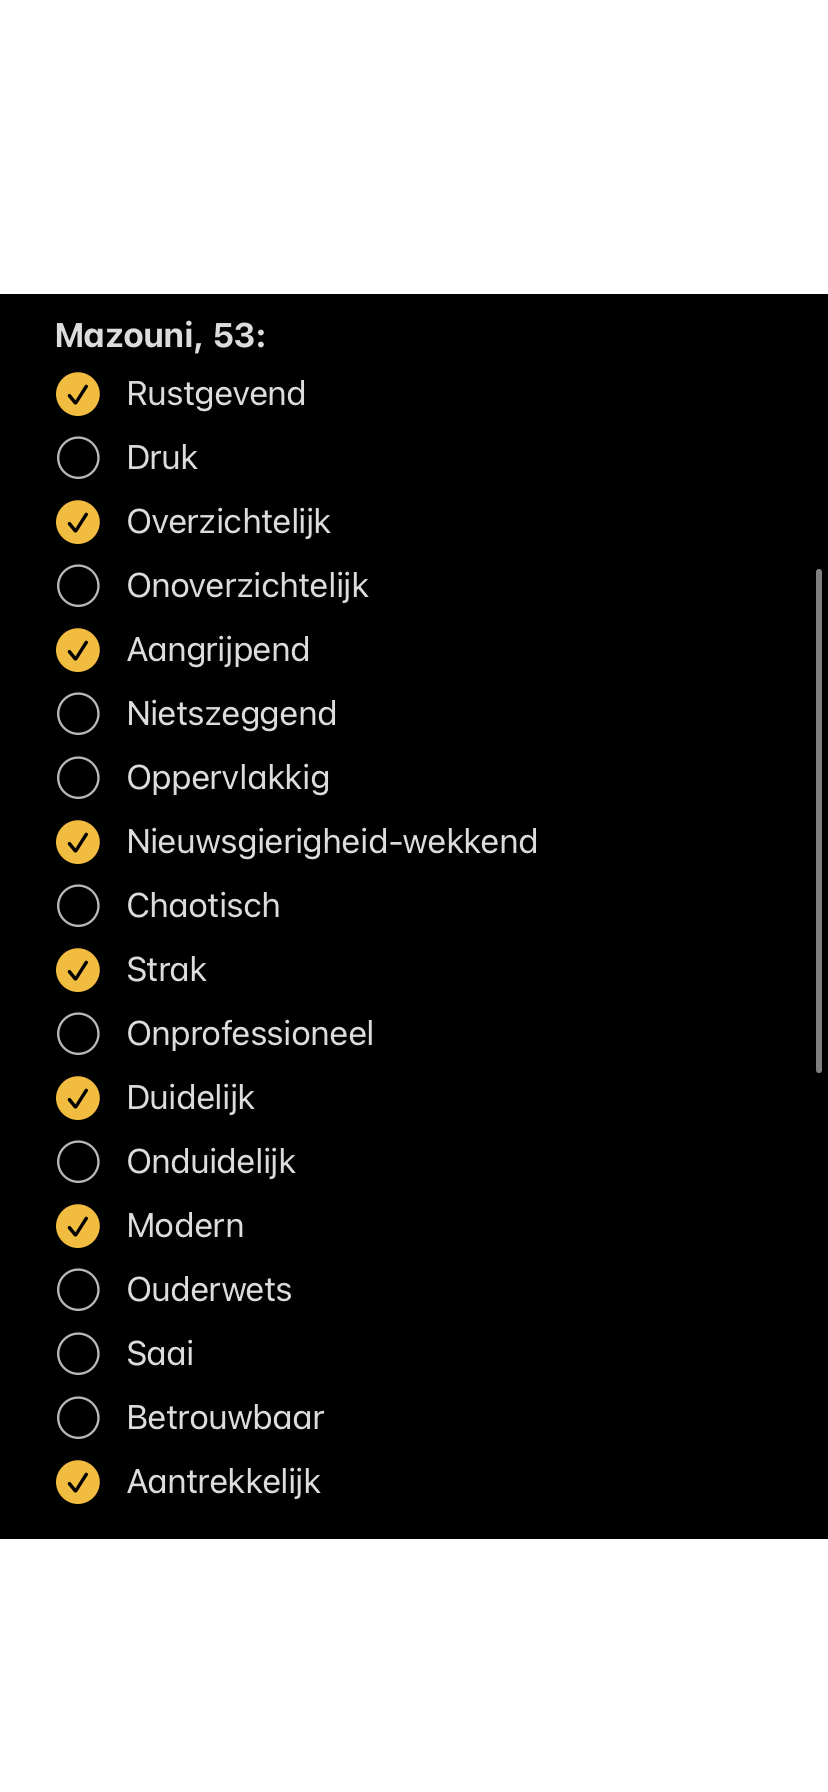 Mazouni, 53:
Rustgevend
Druk
Overzichtelijk
Onoverzichtelijk
Aangrijpend
Nietszeggend
Oppervlakkig
Nieuwsgierigheid-wekkend
Chaotisch
Strak
Onprofessioneel
Duidelijk
Onduidelijk
Modern
Ouderwets
Saai
Betrouwbaar
Aantrekkelijk